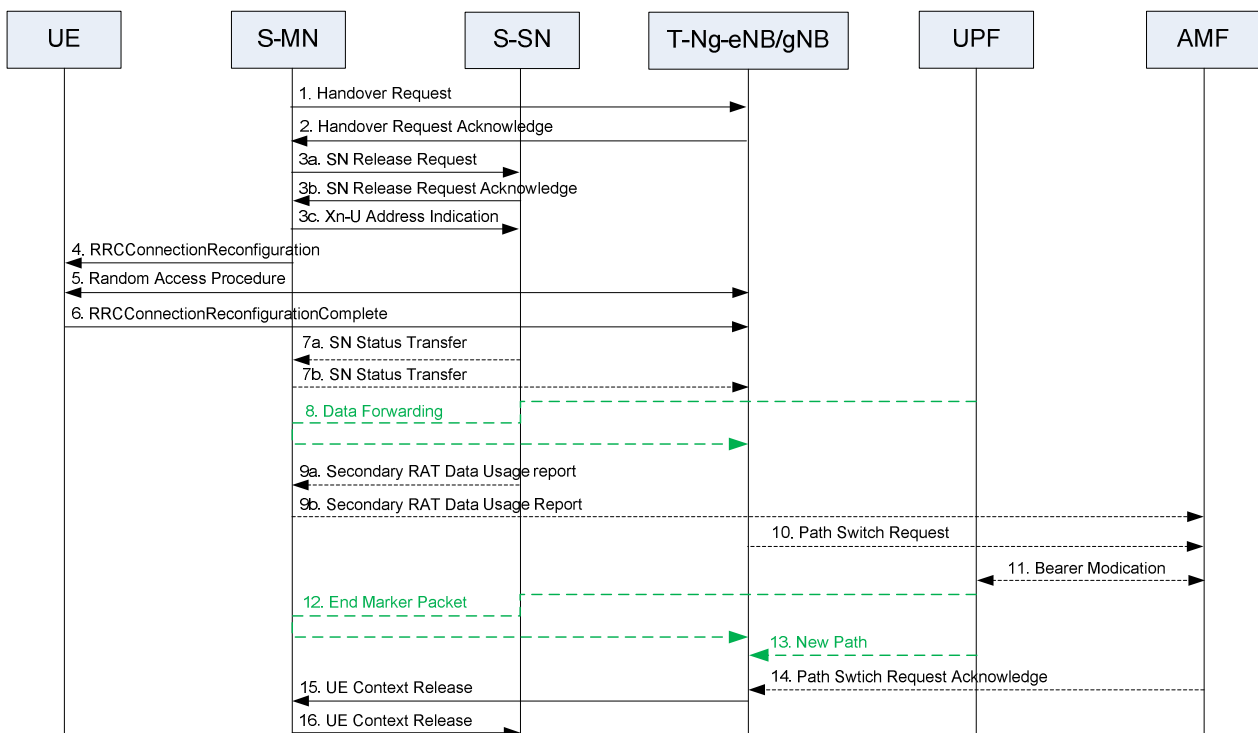 UE
S-MN
S-SN
T-Ng-eNB/gNB
UPF
AMF
1. Handover Request
2. Handover Request Acknowledge
3a. SN Release Request
3b. SN Release Request Acknowledge
3c. Xn-U Address Indication
4. RRCConnectionReconfiguration
5. Random Access Procedure
6. RRCConnectionReconfigurationComplete
7a. SN Status Transfer
7b. SN Status Transfer
8. Data Forwarding
9a. Secondary RAT Data Usage report
9b. Secondary RAT Data Usage Report
10. Path Switch Request
11. Bearer Modication
12. End Marker Packet
13. New Path
14. Path Swtich Request Acknowledge
15. UE Context Release
16. UE Context Release